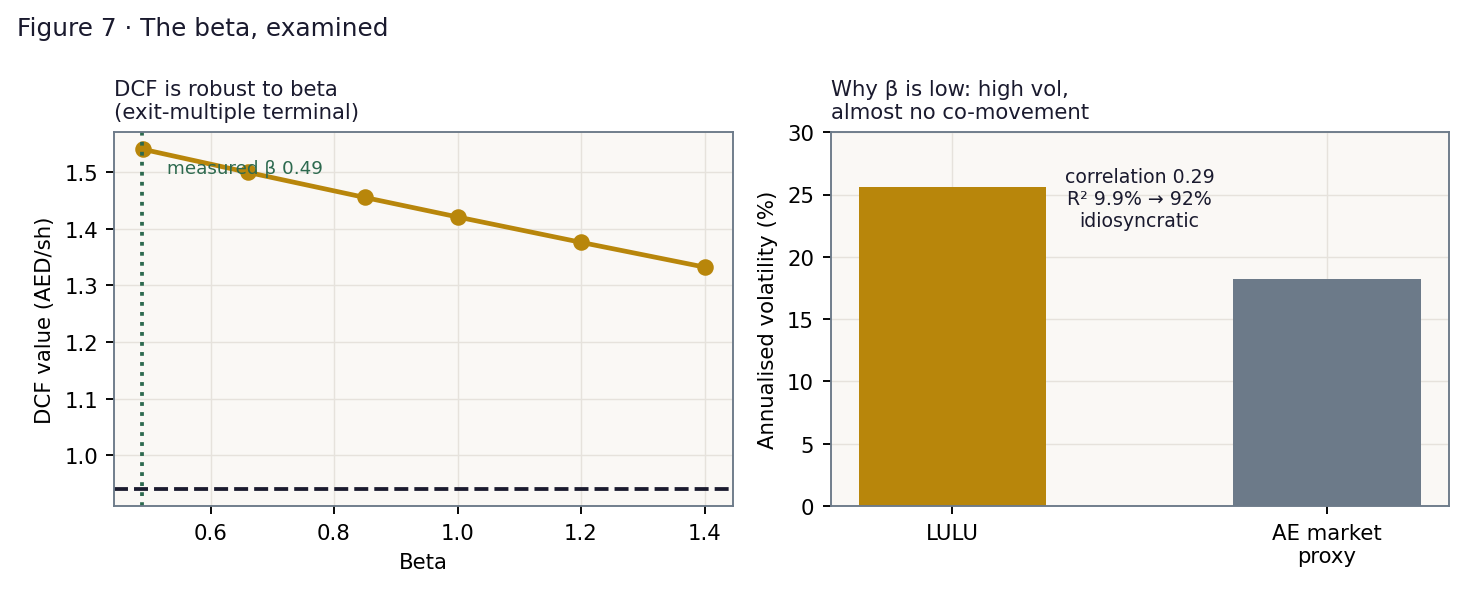 Figure 7 · The beta, examined
DCF is robust to beta
(exit-multiple terminal)
1.5
1.4
1.3
1.2
1.1
1.0
DCF value (AED/sh)
measured β 0.49
0.6
0.8
1.0
1.2
1.4
Beta
Why β is low: high vol,
almost no co-movement
30
25
20
15
10
5
0
Annualised volatility (%)
correlation 0.29
R² 9.9% → 92%
idiosyncratic
LULU
AE market
proxy